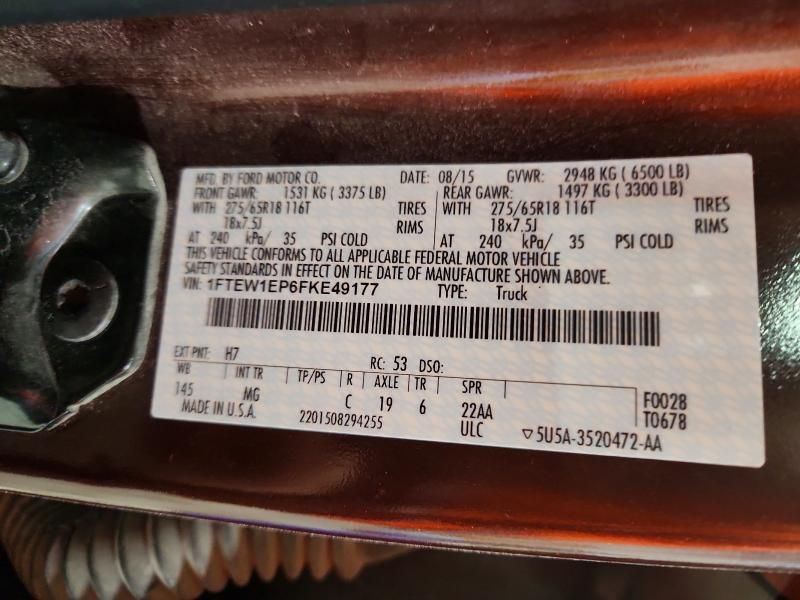 MFD. BY FORD MOTOR CO. DATE: 08/15 GVWR: 2948 KG ( 6500 LB)
FRONT GAWR: 1531 KG ( 3375 LB) REAR GAWR: 1497 KG ( 3300 LB)
WITH 275/65R18 116T TIRES WITH 275/65R18 116T TIRES
18x7.5J RIMS 18x7.5J RIMS
AT 240 kPa/ 35 PSI COLD AT 240 kPa/ 35 PSI COLD
THIS VEHICLE CONFORMS TO ALL APPLICABLE FEDERAL MOTOR VEHICLE
SAFETY STANDARDS IN EFFECT ON THE DATE OF MANUFACTURE SHOWN ABOVE.
VIN: 1FTEW1EP6FKE49177 TYPE: Truck
EXT PNT: H7 RC: 53 DSO:
WB INT TR TP/PS R AXLE TR SPR
145 MG C 19 6 22AA F0028
MADE IN U.S.A. 2201508294255 ULC T0678
▽5U5A-3520472-AA